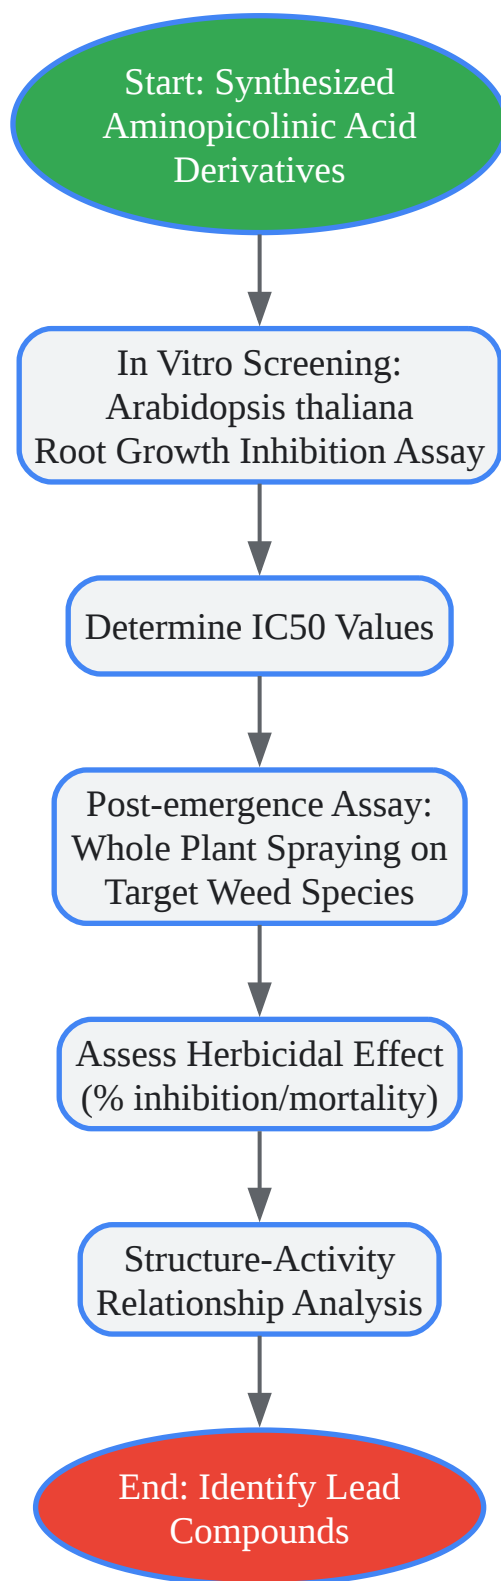 Start: Synthesized
Aminopicolinic Acid
Derivatives
In Vitro Screening:
Arabidopsis thaliana
Root Growth Inhibition Assay
Determine IC50 Values
Post-emergence Assay:
Whole Plant Spraying on
Target Weed Species
Assess Herbicidal Effect
(% inhibition/mortality)
Structure-Activity
Relationship Analysis
End: Identify Lead
Compounds